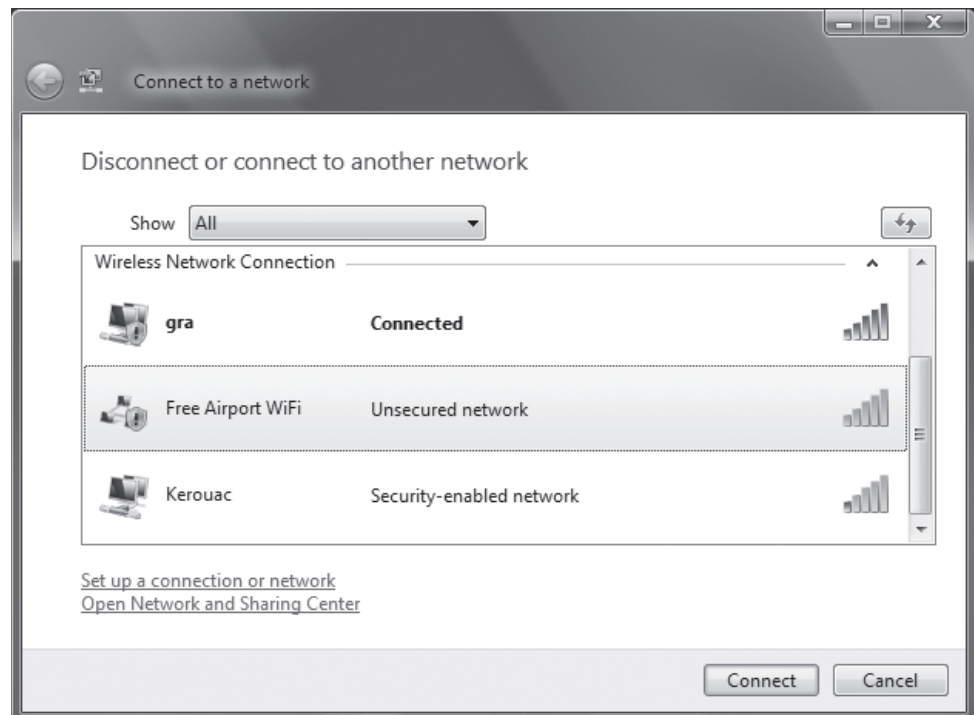 Connect to a network
Disconnect or connect to another network
Show All
Wireless Network Connection
gra Connected
Free Airport WiFi Unsecured network
Kerouac Security-enabled network
Set up a connection or network
Open Network and Sharing Center
Connect Cancel